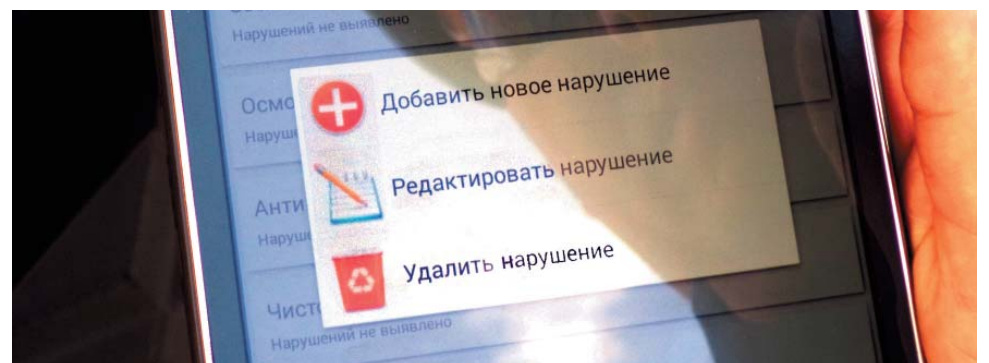 Нарушений не выявлено
Добавить новое нарушение
Редактировать нарушение
Удалить нарушение
Нарушений не выявлено